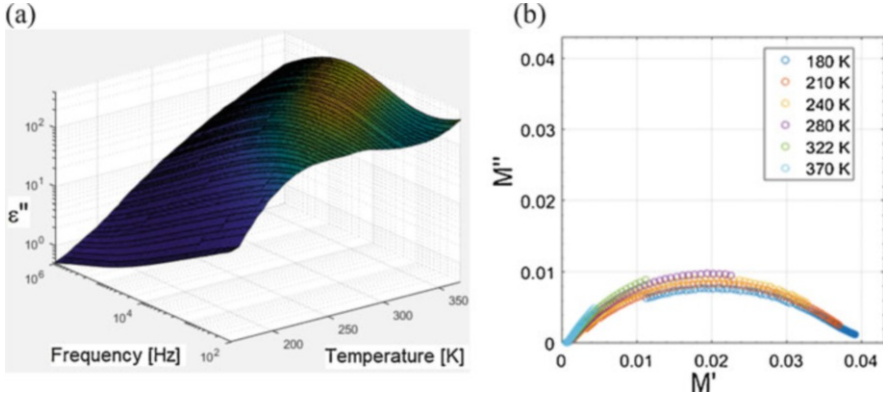 (a)
ε''
10²
10¹
10⁰
10⁶
10⁴
10²
Frequency [Hz]
200
250
300
350
Temperature [K]
(b)
M''
0.04
0.03
0.02
0.01
0
0
0.01
0.02
0.03
0.04
M'
180 K
210 K
240 K
280 K
322 K
370 K